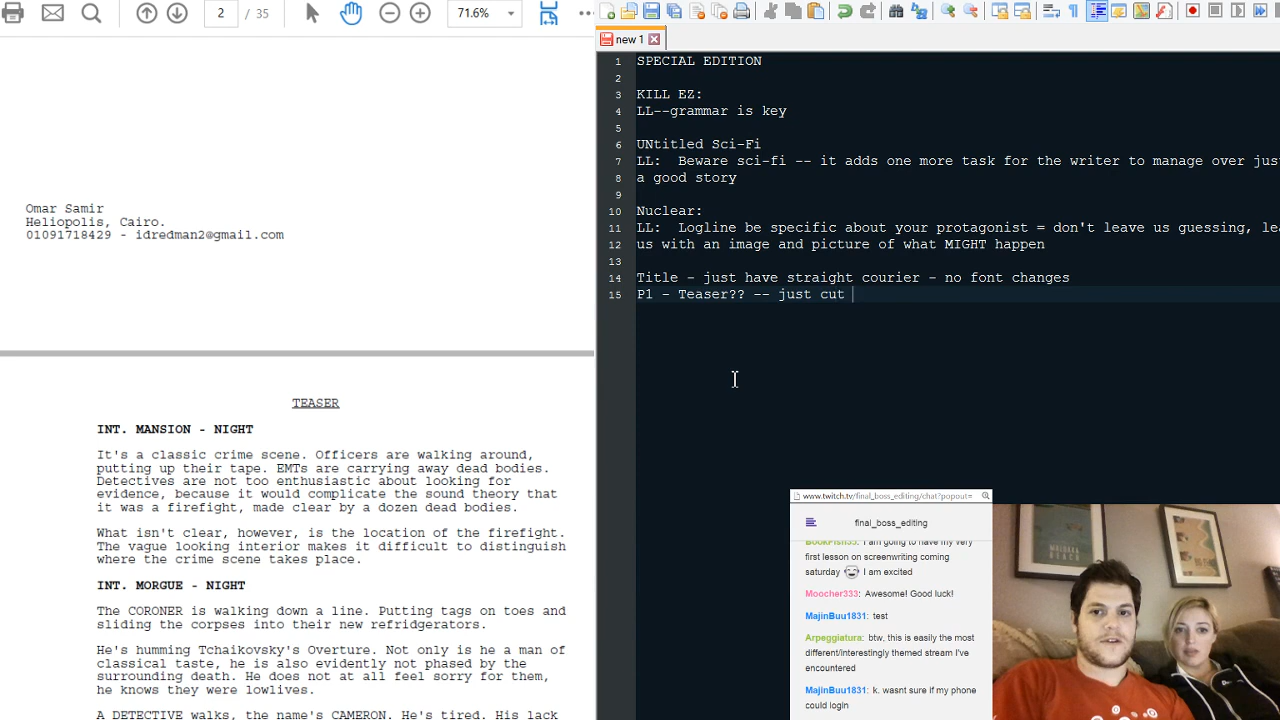 2 / 35
71.6%
new 1
Omar Samir
Heliopolis, Cairo.
01091718429 - idredman2@gmail.com
TEASER
INT. MANSION - NIGHT
It's a classic crime scene. Officers are walking around,
putting up their tape. EMTs are carrying away dead bodies.
Detectives are not too enthusiastic about looking for
evidence, because it would complicate the sound theory that
it was a firefight, made clear by a dozen dead bodies.
What isn't clear, however, is the location of the firefight.
The vague looking interior makes it difficult to distinguish
where the crime scene takes place.
INT. MORGUE - NIGHT
The CORONER is walking down a line. Putting tags on toes and
sliding the corpses into their new refridgerators.
He's humming Tchaikovsky's Overture. Not only is he a man of
classical taste, he is also evidently not phased by the
surrounding death. He does not at all feel sorry for them,
he knows they were lowlives.
A DETECTIVE walks, the name's CAMERON. He's tired. His lack
1 SPECIAL EDITION
2
3 KILL EZ:
4 LL--grammar is key
5
6 UNtitled Sci-Fi
7 LL: Beware sci-fi -- it adds one more task for the writer to manage over jus
8 a good story
9
10 Nuclear:
11 LL: Logline be specific about your protagonist = don't leave us guessing, lea
12 us with an image and picture of what MIGHT happen
13
14 Title - just have straight courier - no font changes
15 P1 - Teaser?? -- just cut
www.twitch.tv/final_boss_editing/chat?popout=
final_boss_editing
BookFish35: I am going to have my very
first lesson on screenwriting coming
saturday I am excited
Moocher333: Awesome! Good luck!
MajinBuu1831: test
Arpeggiatura: btw, this is easily the most
different/interestingly themed stream I've
encountered
MajinBuu1831: k. wasnt sure if my phone
could login